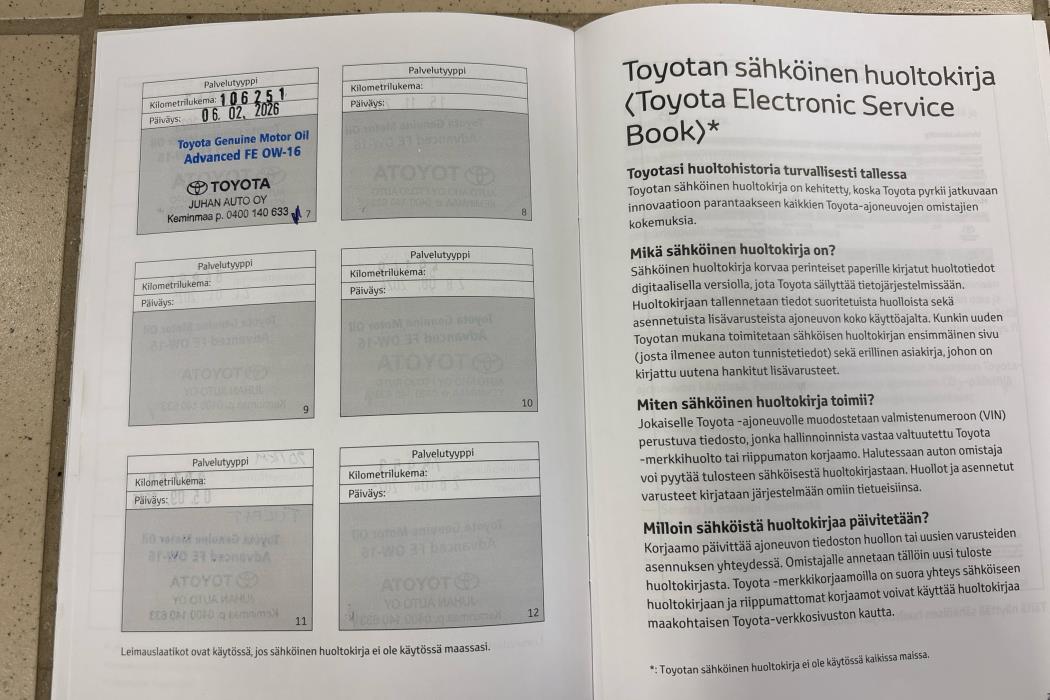 Palvelutyyppi
Kilometrilukema: 106251
Päiväys: 06. 02. 2026
Toyota Genuine Motor Oil
Advanced FE OW-16
TOYOTA
JUHAN AUTO OY
Keminmaa p. 0400 140 633
7
Palvelutyyppi
Kilometrilukema:
Päiväys:
8
Palvelutyyppi
Kilometrilukema:
Päiväys:
9
Palvelutyyppi
Kilometrilukema:
Päiväys:
10
Palvelutyyppi
Kilometrilukema:
Päiväys:
11
Palvelutyyppi
Kilometrilukema:
Päiväys:
12
Leimauslaatikot ovat käytössä, jos sähköinen huoltokirja ei ole käytössä maassasi.
Toyotan sähköinen huoltokirja
(Toyota Electronic Service
Book)*
Toyotasi huoltohistoria turvallisesti tallessa
Toyotan sähköinen huoltokirja on kehitetty, koska Toyota pyrkii jatkuvaan
innovaatioon parantaakseen kaikkien Toyota-ajoneuvojen omistajien
kokemuksia.
Mikä sähköinen huoltokirja on?
Sähköinen huoltokirja korvaa perinteiset paperille kirjatut huoltotiedot
digitaalisella versiolla, jota Toyota säilyttää tietojärjestelmissään.
Huoltokirjaan tallennetaan tiedot suoritetuista huolloista sekä
asennetuista lisävarusteista ajoneuvon koko käyttöajalta. Kunkin uuden
Toyotan mukana toimitetaan sähköisen huoltokirjan ensimmäinen sivu
(josta ilmenee auton tunnistetiedot) sekä erillinen asiakirja, johon on
kirjattu uutena hankitut lisävarusteet.
Miten sähköinen huoltokirja toimii?
Jokaiselle Toyota -ajoneuvolle muodostetaan valmistenumeroon (VIN)
perustuva tiedosto, jonka hallinnoinnista vastaa valtuutettu Toyota
-merkkihuolto tai riippumaton korjaamo. Halutessaan auton omistaja
voi pyytää tulosteen sähköisestä huoltokirjastaan. Huollot ja asennetut
varusteet kirjataan järjestelmään omiin tietueisiinsa.
Milloin sähköistä huoltokirjaa päivitetään?
Korjaamo päivittää ajoneuvon tiedoston huollon tai uusien varusteiden
asennuksen yhteydessä. Omistajalle annetaan tällöin uusi tuloste
huoltokirjasta. Toyota -merkkikorjaamoilla on suora yhteys sähköiseen
huoltokirjaan ja riippumattomat korjaamot voivat käyttää huoltokirjaa
maakohtaisen Toyota-verkkosivuston kautta.
*: Toyotan sähköinen huoltokirja ei ole käytössä kaikissa maissa.